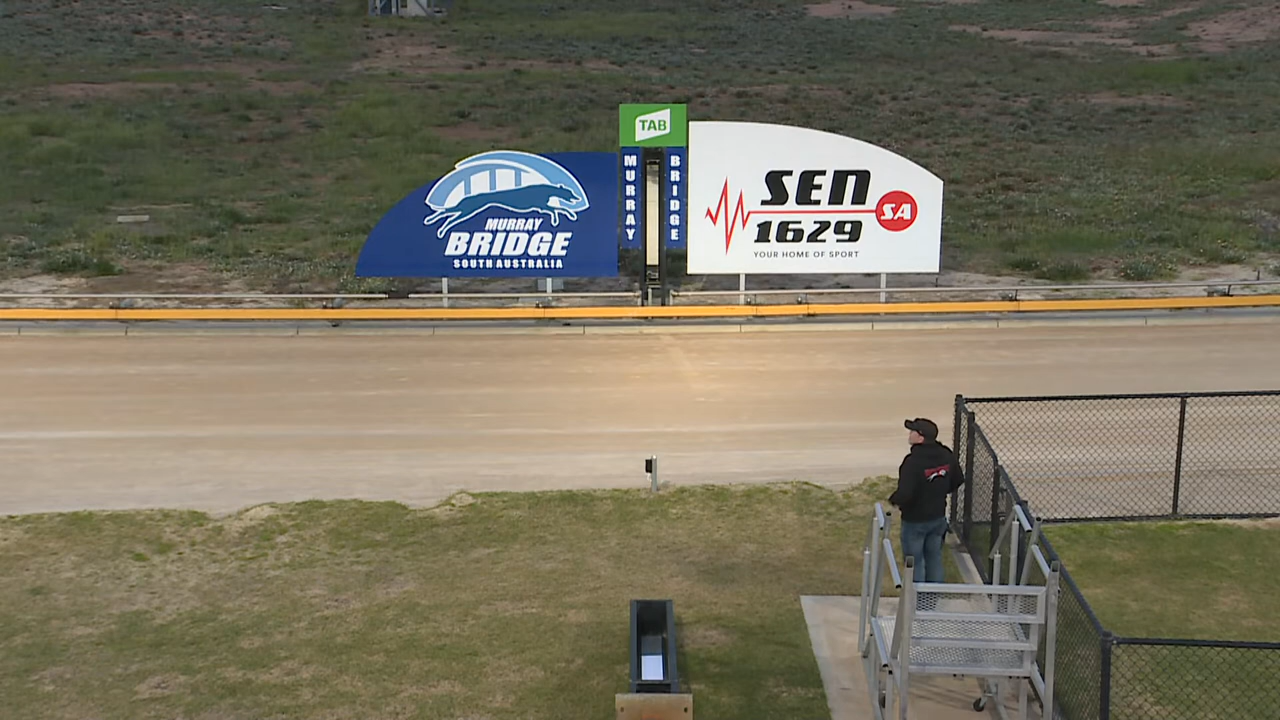 TAB
MURRAY
BRIDGE
MURRAY
BRIDGE
SOUTH AUSTRALIA
SEN
SA
1629
YOUR HOME OF SPORT